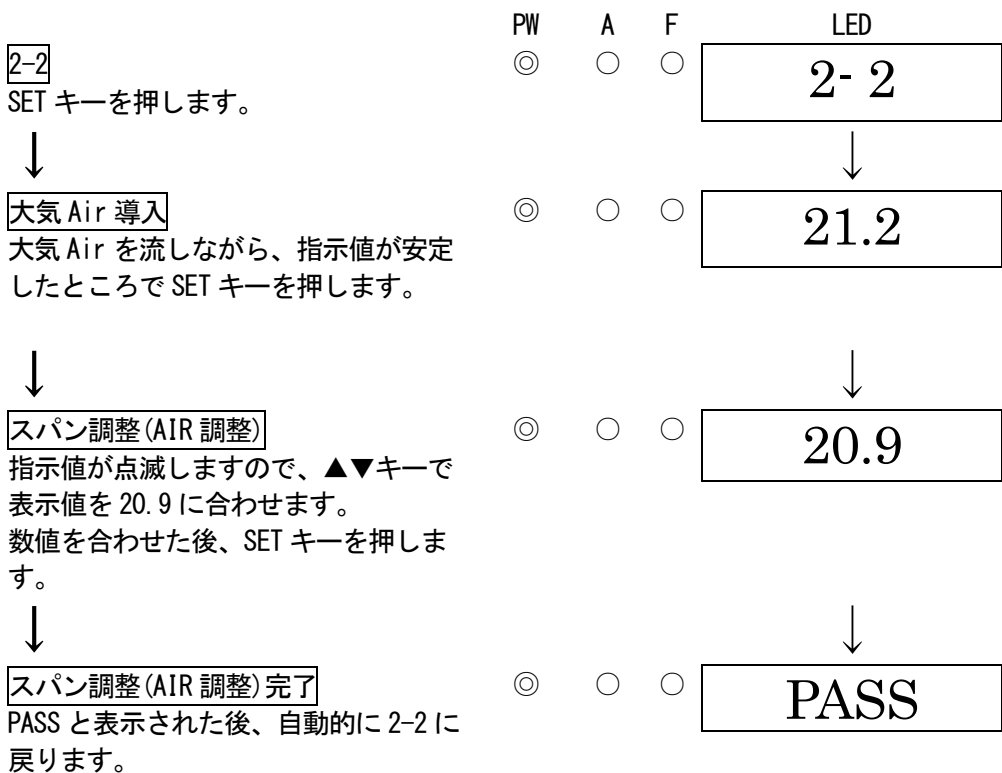 PW A F LED
2-2 ◎ ○ ○ 2- 2
SET キーを押します。
↓ ↓
大気 Air 導入 ◎ ○ ○ 21.2
大気 Air を流しながら、指示値が安定
したところで SET キーを押します。
↓ ↓
スパン調整(AIR 調整) ◎ ○ ○ 20.9
指示値が点滅しますので、▲▼キーで
表示値を 20.9 に合わせます。
数値を合わせた後、SET キーを押しま
す。
↓ ↓
スパン調整(AIR 調整)完了 ◎ ○ ○ PASS
PASS と表示された後、自動的に 2-2 に
戻ります。